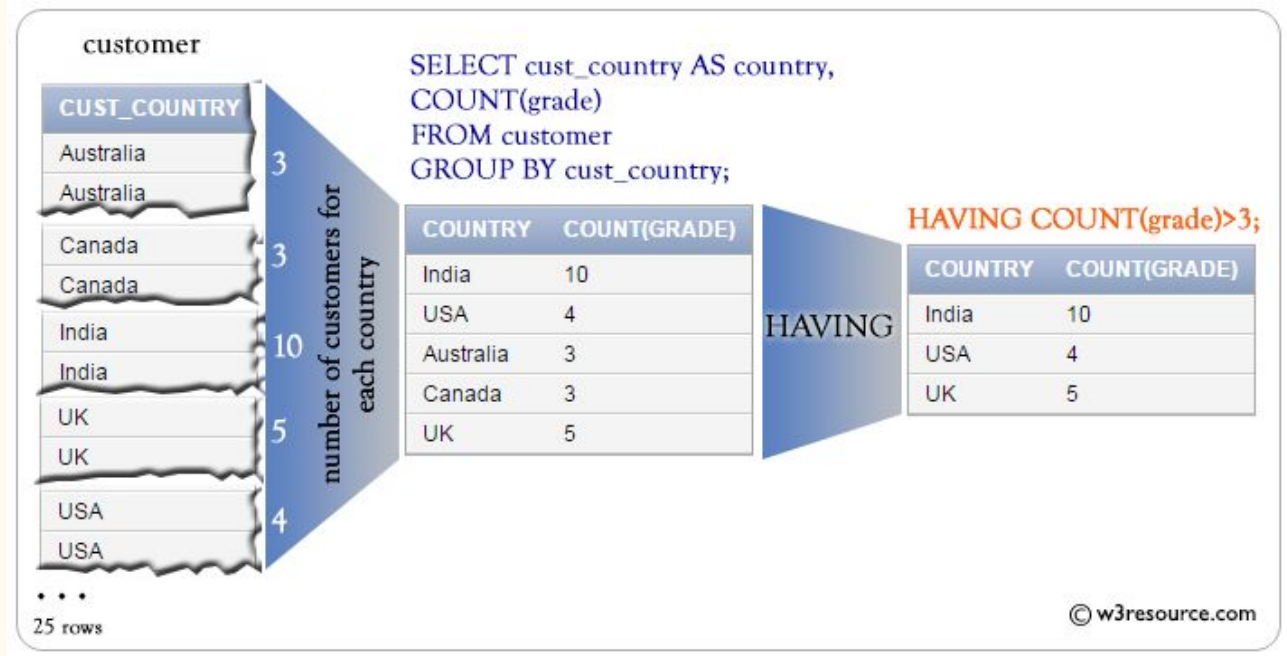 customer
CUST_COUNTRY
Australia
Australia
Canada
Canada
India
India
UK
UK
USA
USA
. . .
25 rows
3
3
10
5
4
number of customers for
each country
SELECT cust_country AS country,
COUNT(grade)
FROM customer
GROUP BY cust_country;
COUNTRY COUNT(GRADE)
India 10
USA 4
Australia 3
Canada 3
UK 5
HAVING
HAVING COUNT(grade)>3;
COUNTRY COUNT(GRADE)
India 10
USA 4
UK 5
© w3resource.com